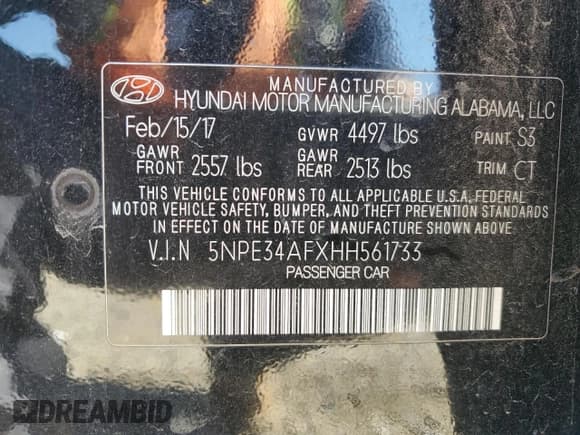 MANUFACTURED BY
HYUNDAI MOTOR MANUFACTURING ALABAMA, LLC
Feb/15/17 GVWR 4497 lbs PAINT S3
GAWR FRONT 2557 lbs GAWR REAR 2513 lbs TRIM CT
THIS VEHICLE CONFORMS TO ALL APPLICABLE U.S.A. FEDERAL
MOTOR VEHICLE SAFETY, BUMPER, AND THEFT PREVENTION STANDARDS
IN EFFECT ON THE DATE OF MANUFACTURE SHOWN ABOVE
V.I.N 5NPE34AFXHH561733
PASSENGER CAR
DREAMBID